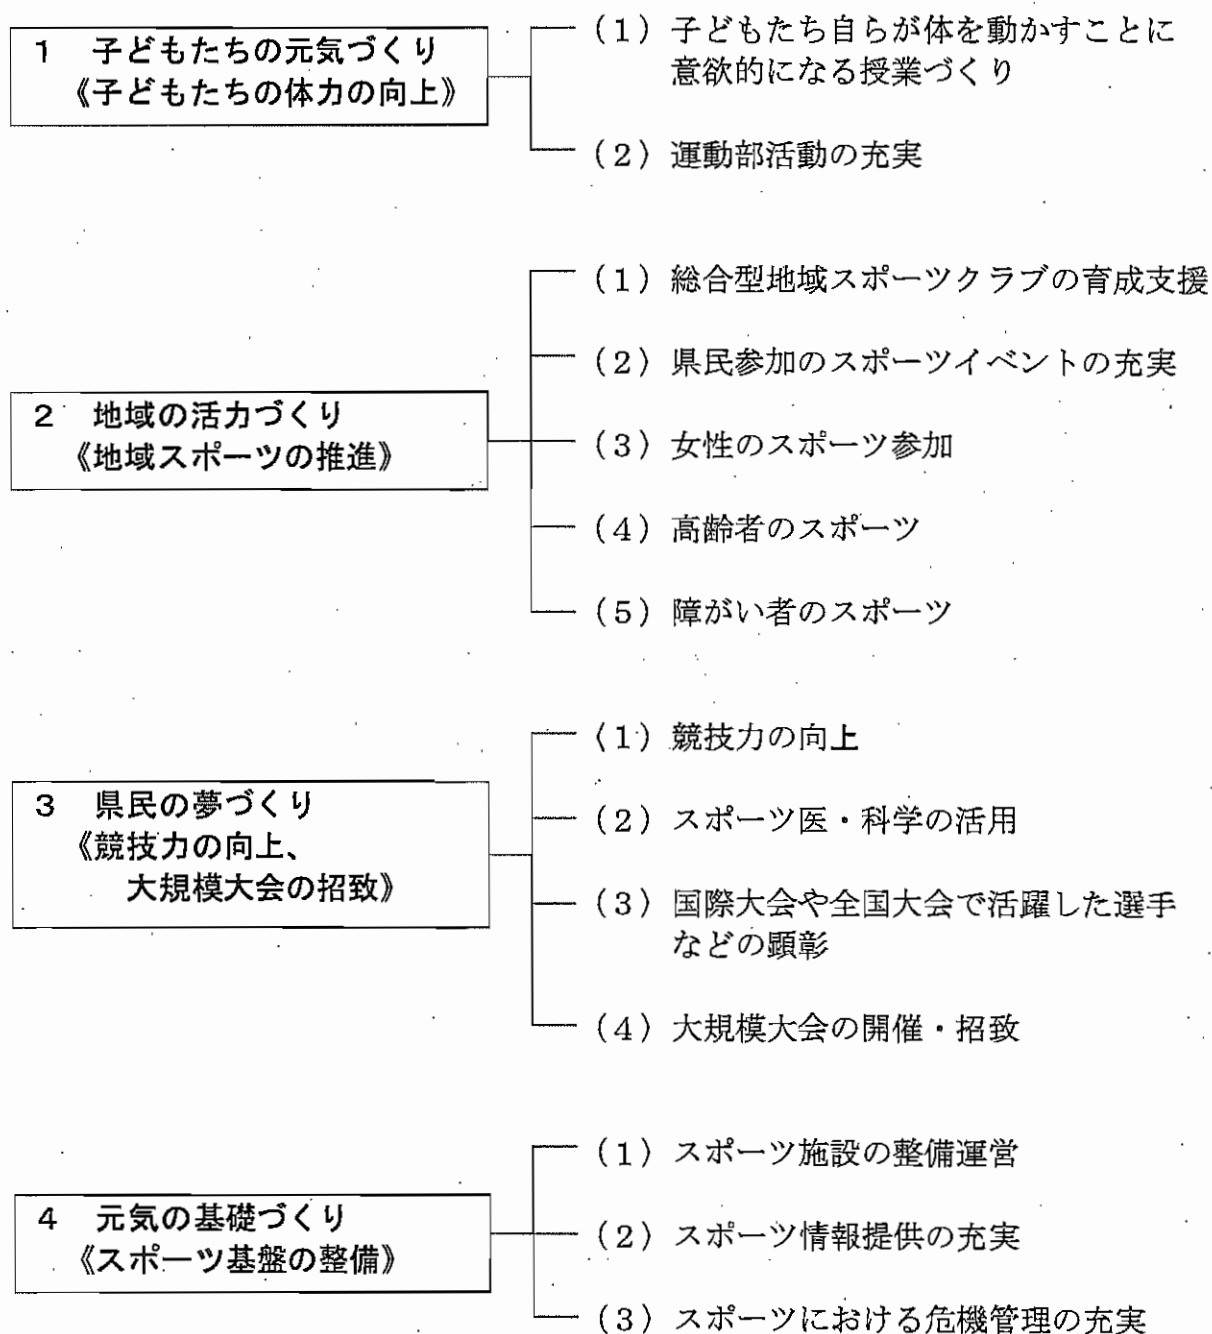 1 子どもたちの元気づくり
《子どもたちの体力の向上》
(1)子どもたち自らが体を動かすことに
意欲的になる授業づくり
(2)運動部活動の充実
2 地域の活力づくり
《地域スポーツの推進》
(1)総合型地域スポーツクラブの育成支援
(2)県民参加のスポーツイベントの充実
(3)女性のスポーツ参加
(4)高齢者のスポーツ
(5)障がい者のスポーツ
3 県民の夢づくり
《競技力の向上、
大規模大会の招致》
(1)競技力の向上
(2)スポーツ医・科学の活用
(3)国際大会や全国大会で活躍した選手
などの顕彰
(4)大規模大会の開催・招致
4 元気の基礎づくり
《スポーツ基盤の整備》
(1)スポーツ施設の整備運営
(2)スポーツ情報提供の充実
(3)スポーツにおける危機管理の充実